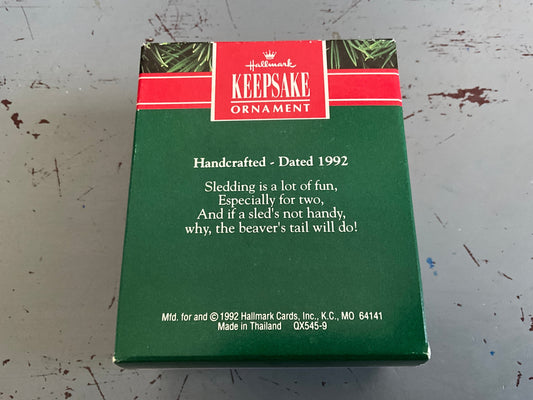 Hallmark
KEEPSAKE
ORNAMENT
Handcrafted - Dated 1992
Sledding is a lot of fun,
Especially for two,
And if a sled's not handy,
why, the beaver's tail will do!
Mfd. for and © 1992 Hallmark Cards, Inc., K.C., MO 64141
Made in Thailand QX545-9